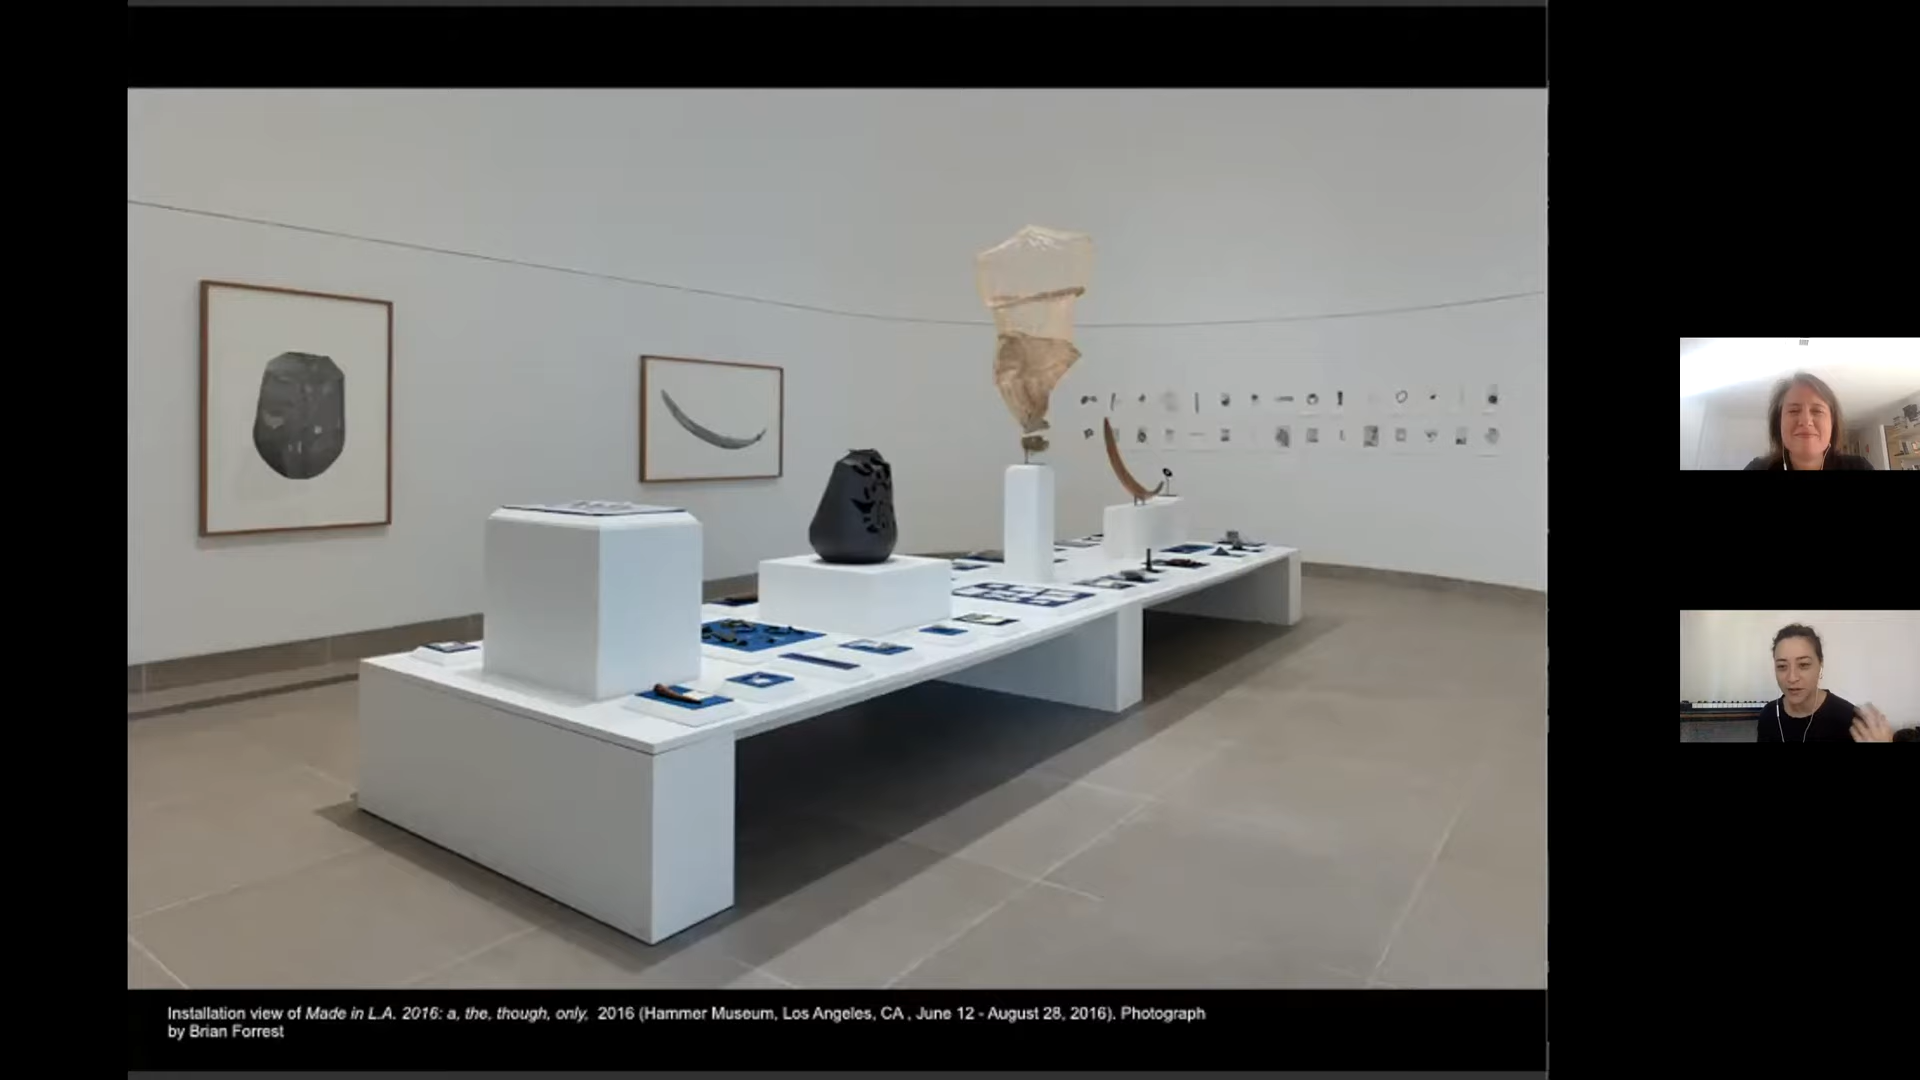 Installation view of Made in L.A. 2016: a, the, though, only, 2016 (Hammer Museum, Los Angeles, CA , June 12 - August 28, 2016). Photograph
by Brian Forrest